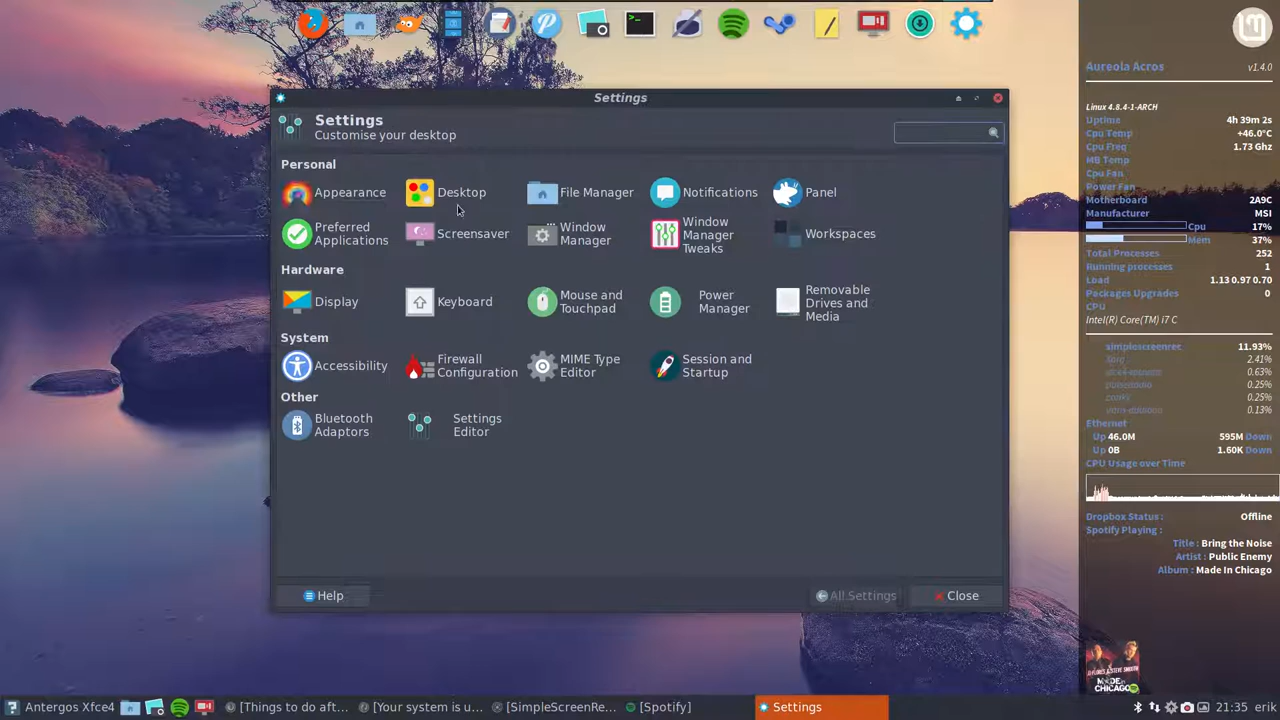 Settings
Settings
Customise your desktop
Personal
Appearance
Desktop
File Manager
Notifications
Panel
Preferred
Applications
Screensaver
Window
Manager
Window
Manager
Tweaks
Workspaces
Hardware
Display
Keyboard
Mouse and
Touchpad
Power
Manager
Removable
Drives and
Media
System
Accessibility
Firewall
Configuration
MIME Type
Editor
Session and
Startup
Other
Bluetooth
Adaptors
Settings
Editor
Help
All Settings
Close
Aureola Acros v1.4.0
Linux 4.8.4-1-ARCH
Uptime 4h 39m 2s
Cpu Temp +46.0°C
Cpu Freq 1.73 Ghz
MB Temp
Cpu Fan
Power Fan
Motherboard 2A9C
Manufacturer MSI
Cpu 17%
Mem 37%
Total Processes 252
Running processes 1
Load 1.13 0.97 0.70
Packages Upgrades 0
CPU
Intel(R) Core(TM) i7 C
simplescreenrec 11.93%
2.41%
0.63%
0.25%
conky 0.25%
0.13%
Ethernet
Up 46.0M 595M Down
Up 0B 1.60K Down
CPU Usage over Time
Dropbox Status : Offline
Spotify Playing :
Title : Bring the Noise
Artist : Public Enemy
Album : Made In Chicago
MADE IN
CHICAGO
Antergos Xfce4
[Things to do aft...
[Your system is u...
[SimpleScreenRe...
[Spotify]
Settings
21:35 erik